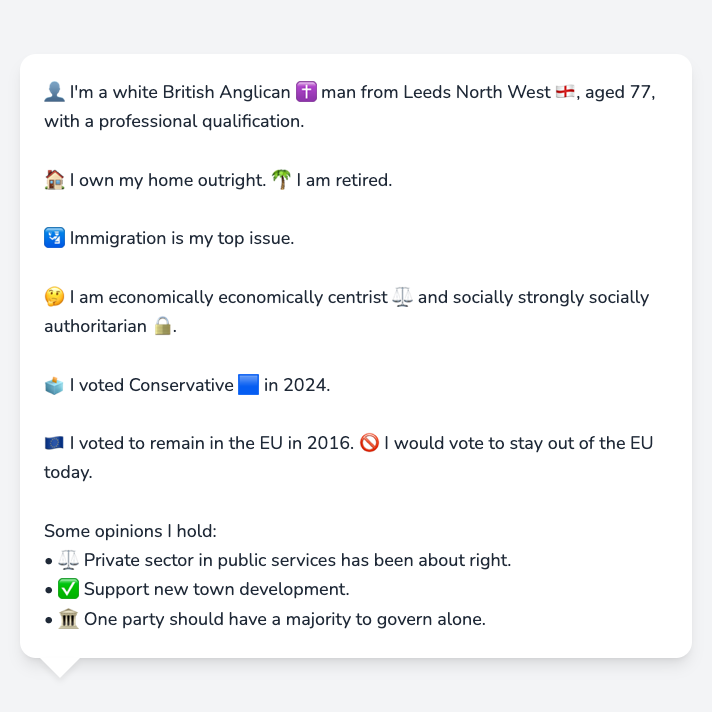 👤 I'm a white British Anglican ✝️ man from Leeds North West 🏴󠁧󠁢󠁥󠁮󠁧󠁿, aged 77,
with a professional qualification.
🏠 I own my home outright. 🌴 I am retired.
🛂 Immigration is my top issue.
🤔 I am economically economically centrist ⚖️ and socially strongly socially
authoritarian 🔒.
🗳️ I voted Conservative 🟦 in 2024.
🇪🇺 I voted to remain in the EU in 2016. 🚫 I would vote to stay out of the EU
today.
Some opinions I hold:
• ⚖️ Private sector in public services has been about right.
• ✅ Support new town development.
• 🏛️ One party should have a majority to govern alone.